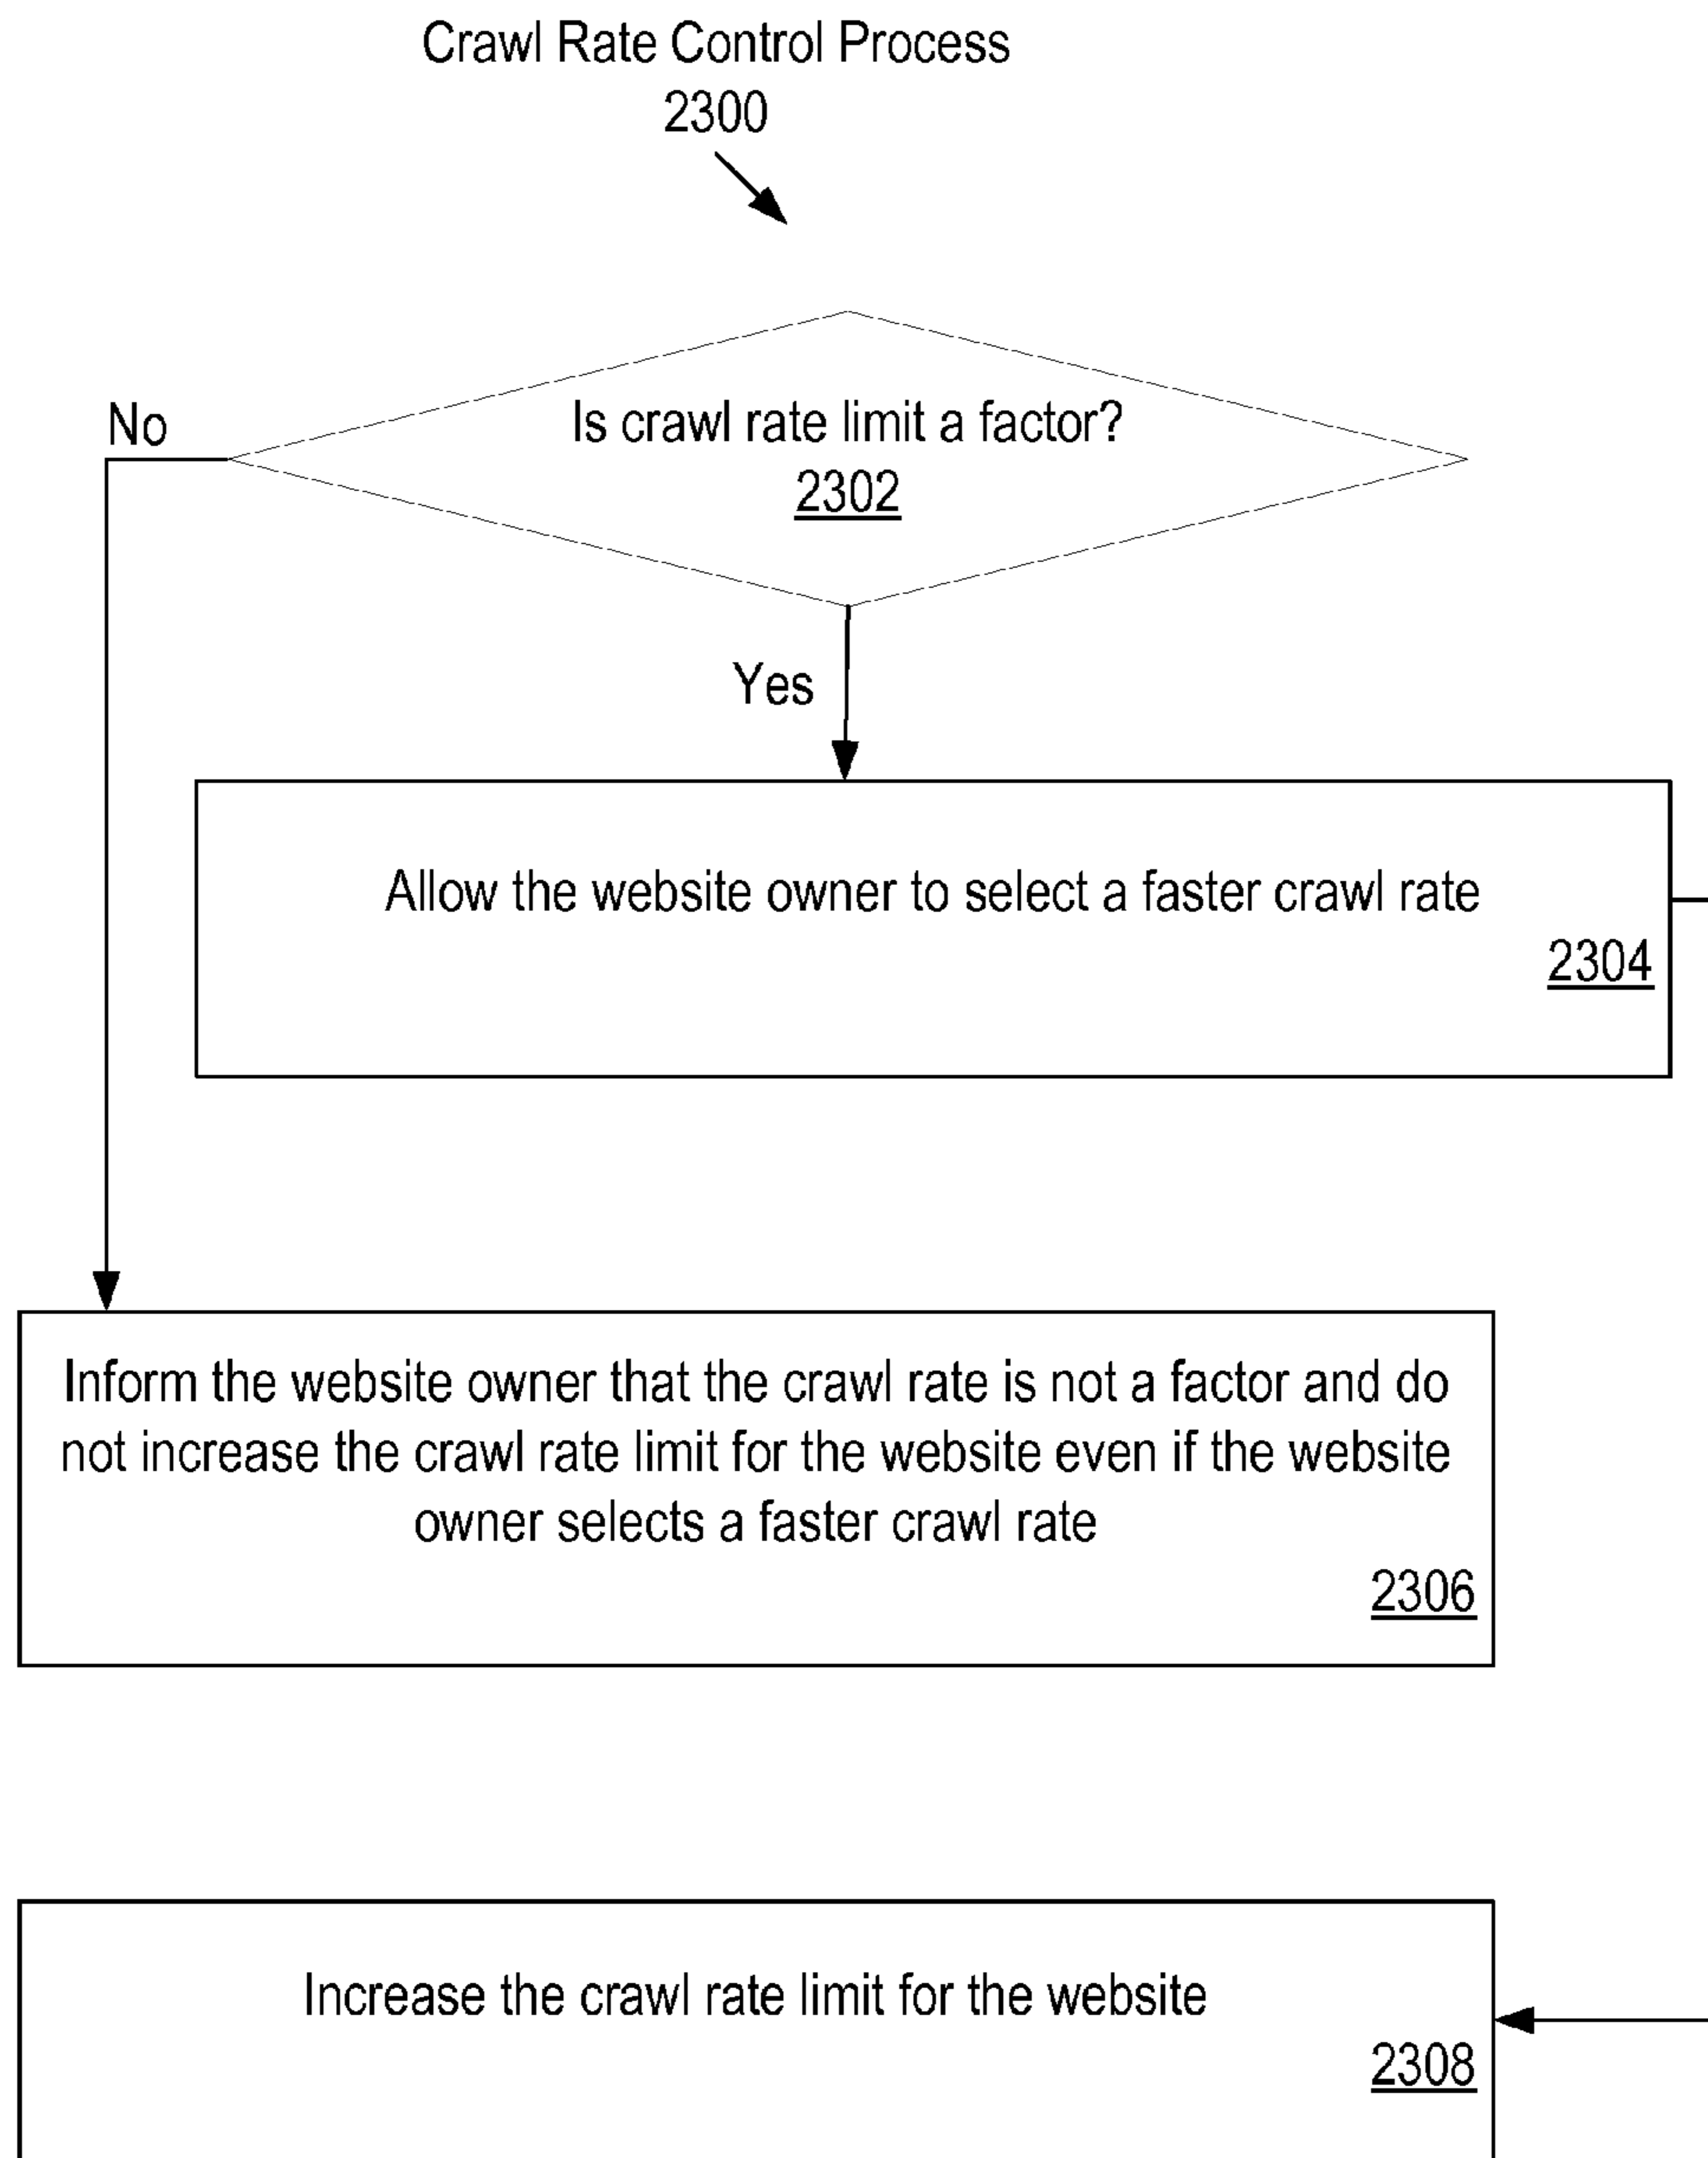 Crawl Rate Control Process
2300
No
Is crawl rate limit a factor?
2302
Yes
Allow the website owner to select a faster crawl rate
2304
Inform the website owner that the crawl rate is not a factor and do
not increase the crawl rate limit for the website even if the website
owner selects a faster crawl rate
2306
Increase the crawl rate limit for the website
2308